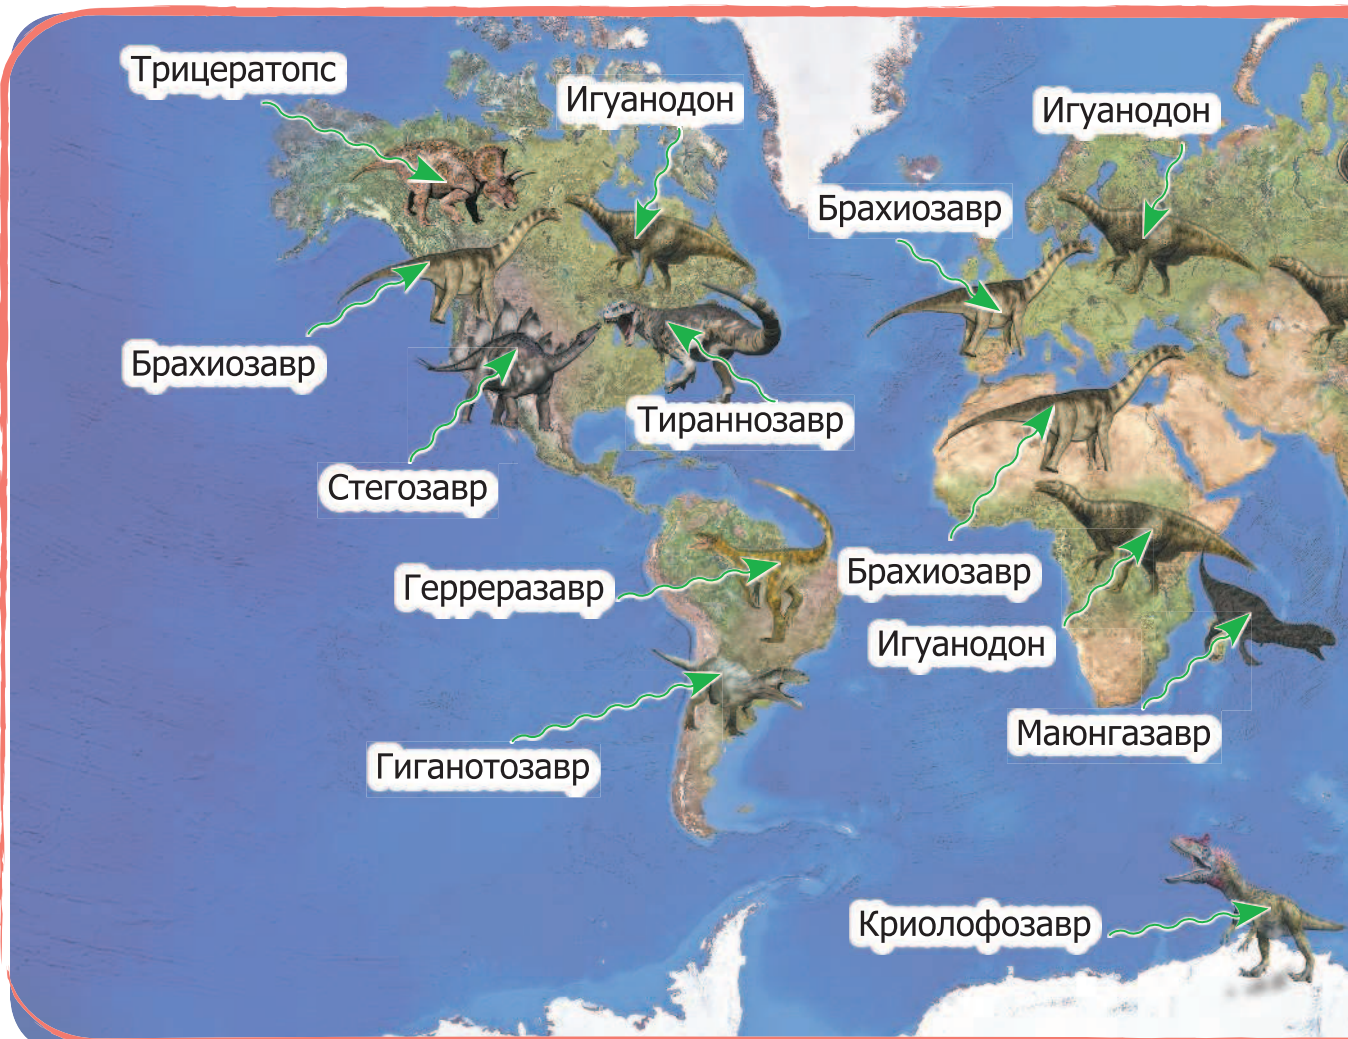 Трицератопс
Игуанодон
Игуанодон
Брахиозавр
Брахиозавр
Тираннозавр
Стегозавр
Герреразавр
Брахиозавр
Игуанодон
Маюнгазавр
Гиганотозавр
Криолофозавр